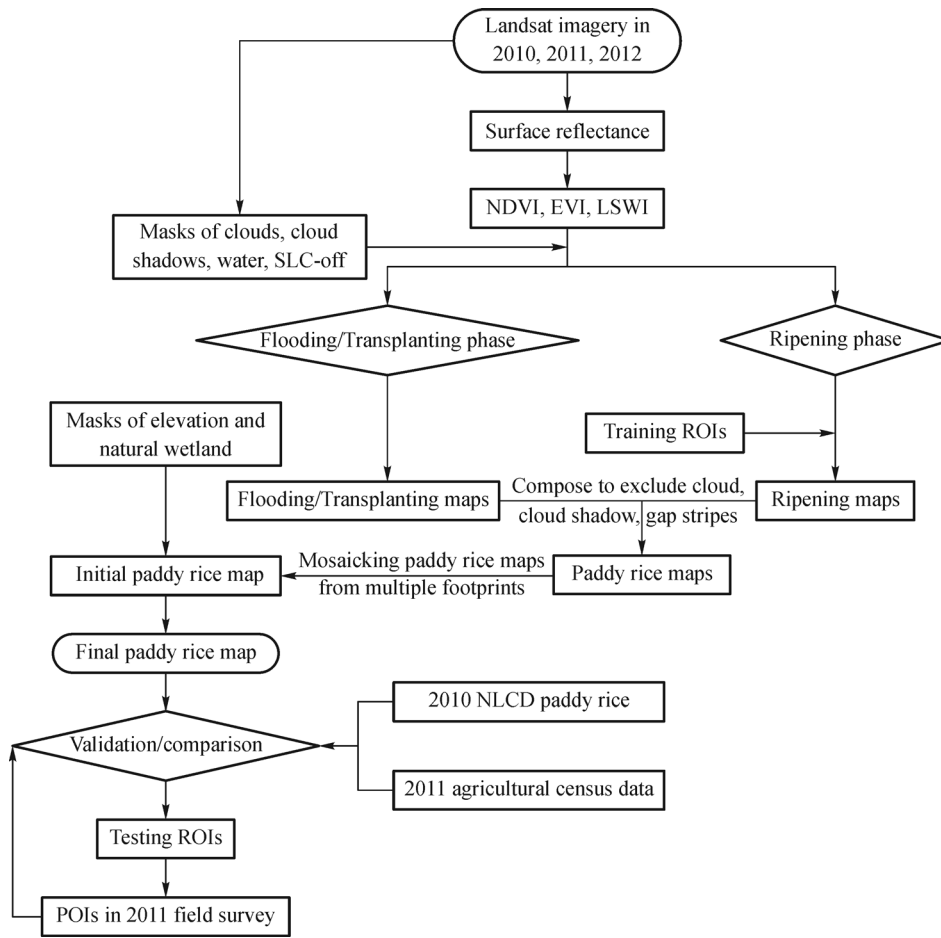 Landsat imagery in
2010, 2011, 2012
Surface reflectance
NDVI, EVI, LSWI
Masks of clouds, cloud
shadows, water, SLC-off
Flooding/Transplanting phase
Ripening phase
Masks of elevation and
natural wetland
Training ROIs
Flooding/Transplanting maps
Compose to exclude cloud,
cloud shadow, gap stripes
Ripening maps
Initial paddy rice map
Mosaicking paddy rice maps
from multiple footprints
Paddy rice maps
Final paddy rice map
2010 NLCD paddy rice
Validation/comparison
2011 agricultural census data
Testing ROIs
POIs in 2011 field survey